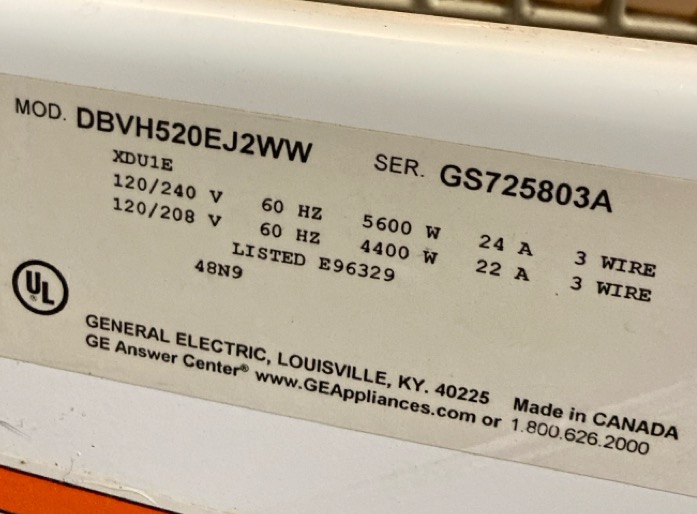 MOD. DBVH520EJ2WW SER. GS725803A
XDU1E
120/240 V 60 HZ 5600 W 24 A 3 WIRE
120/208 V 60 HZ 4400 W 22 A 3 WIRE
LISTED E96329
48N9
UL®
GENERAL ELECTRIC, LOUISVILLE, KY. 40225 Made in CANADA
GE Answer Center® www.GEAppliances.com or 1.800.626.2000